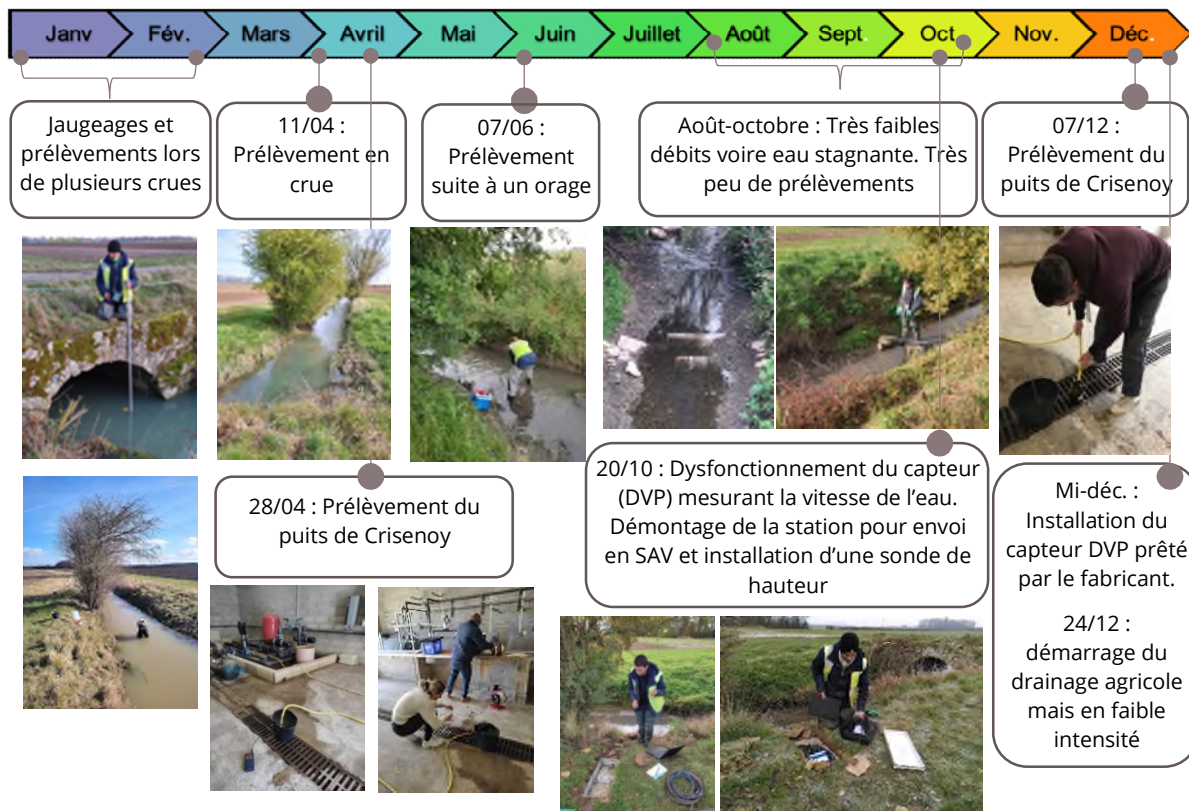 Janv
Fév.
Mars
Avril
Mai
Juin
Juillet
Août
Sept.
Oct.
Nov.
Déc.
Jaugeages et
prélèvements lors
de plusieurs crues
11/04 :
Prélèvement en
crue
07/06 :
Prélèvement
suite à un orage
Août-octobre : Très faibles
débits voire eau stagnante. Très
peu de prélèvements
07/12 :
Prélèvement du
puits de Crisenoy
28/04 : Prélèvement du
puits de Crisenoy
20/10 : Dysfonctionnement du capteur
(DVP) mesurant la vitesse de l'eau.
Démontage de la station pour envoi
en SAV et installation d'une sonde de
hauteur
Mi-déc. :
Installation du
capteur DVP prêté
par le fabricant.
24/12 :
démarrage du
drainage agricole
mais en faible
intensité